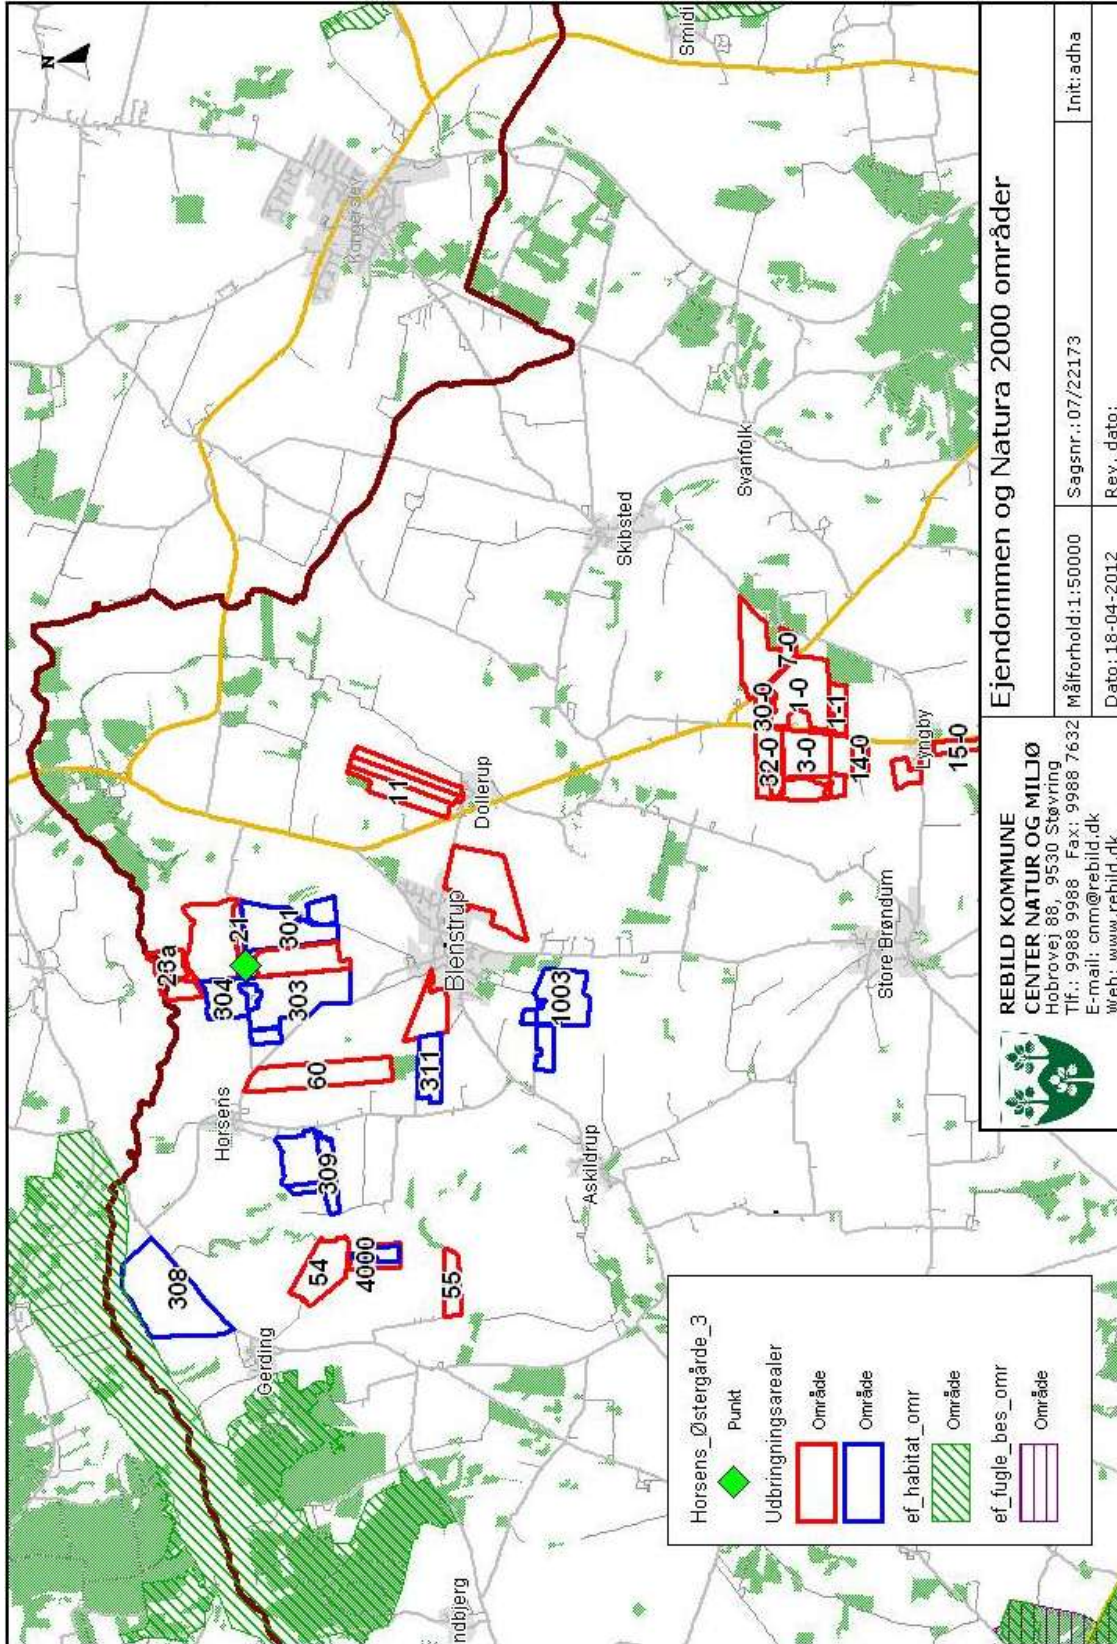 N
Smidi
Kongerslev
23a
21
304
301
303
Horsens
60
11
Dollerup
Blenstrup
311
1003
309
308
Gerding
54
4000
55
Askildrup
Skibsted
Svanfolk
30-0
7-0
32-0
1-0
3-0
1-1
14-0
Lyngby
15-0
Store Brøndum
ndbjerg
Horsens_Østergårde_3
Punkt
Udbringningsarealer
Område
Område
ef_habitat_omr
Område
ef_fugle_bes_omr
Område
REBILD KOMMUNE
CENTER NATUR OG MILJØ
Hobrovej 88, 9530 Støvring
Tlf.: 9988 9988 Fax: 9988 7632
E-mail: cnm@rebild.dk
Web: www.rebild.dk
Ejendommen og Natura 2000 områder
Målforhold:1:50000
Sagsnr.:07/22173
Init:adha
Dato:18-04-2012
Rev. dato: